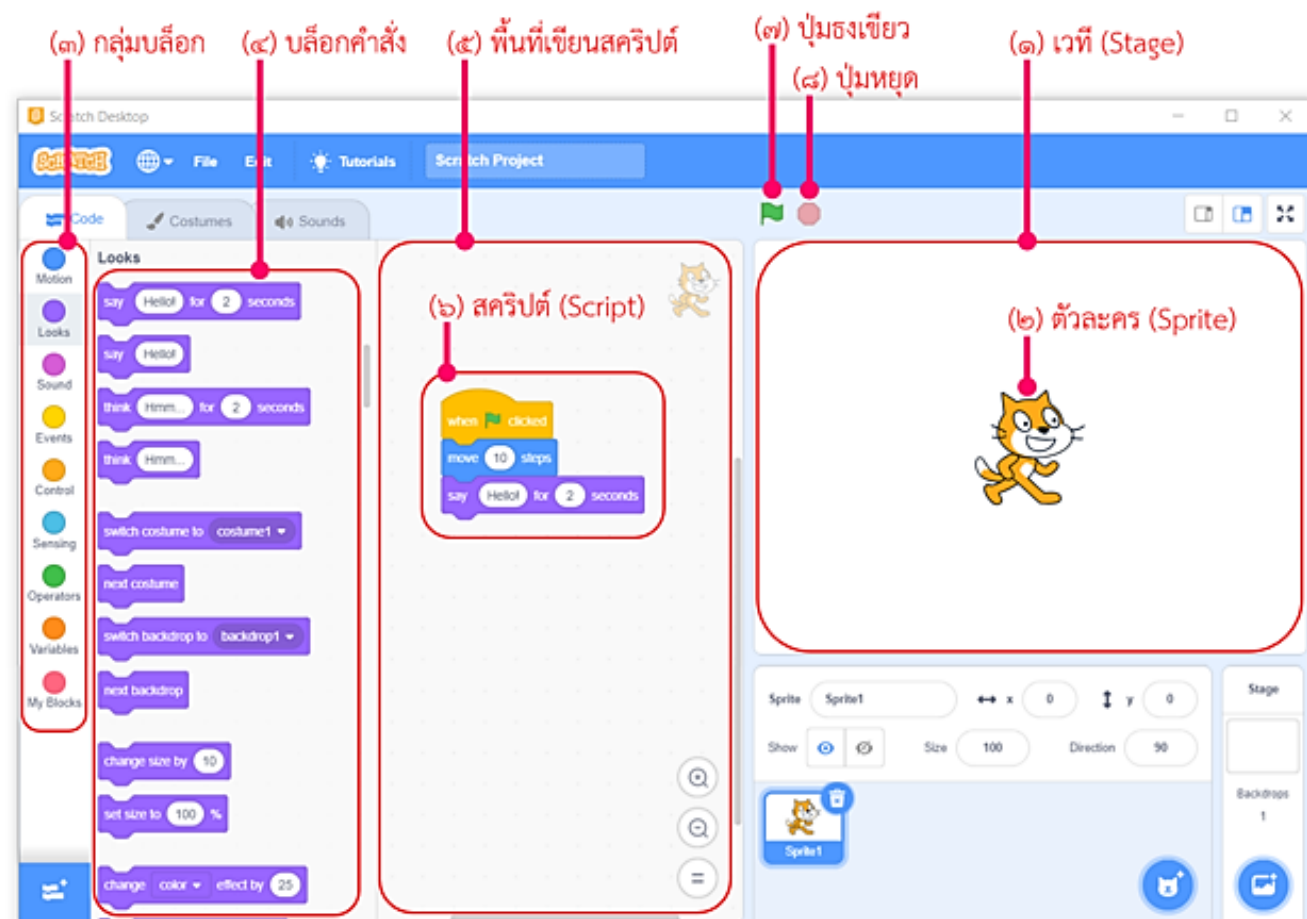 (๓) กลุ่มบล็อก (๔) บล็อกคำสั่ง (๕) พื้นที่เขียนสคริปต์ (๗) ปุ่มธงเขียว (๑) เวที (Stage)
(๘) ปุ่มหยุด
Scratch Desktop
SCRATCH File Edit Tutorials Scratch Project
Code Costumes Sounds
Motion
Looks
Sound
Events
Control
Sensing
Operators
Variables
My Blocks
Looks
say Hello! for 2 seconds
say Hello!
think Hmm... for 2 seconds
think Hmm...
switch costume to costume1
next costume
switch backdrop to backdrop1
next backdrop
change size by 10
set size to 100 %
change color effect by 25
(๖) สคริปต์ (Script)
when clicked
move 10 steps
say Hello! for 2 seconds
(๒) ตัวละคร (Sprite)
Sprite Sprite1 x 0 y 0
Show Size 100 Direction 90
Sprite1
Stage
Backdrops
1